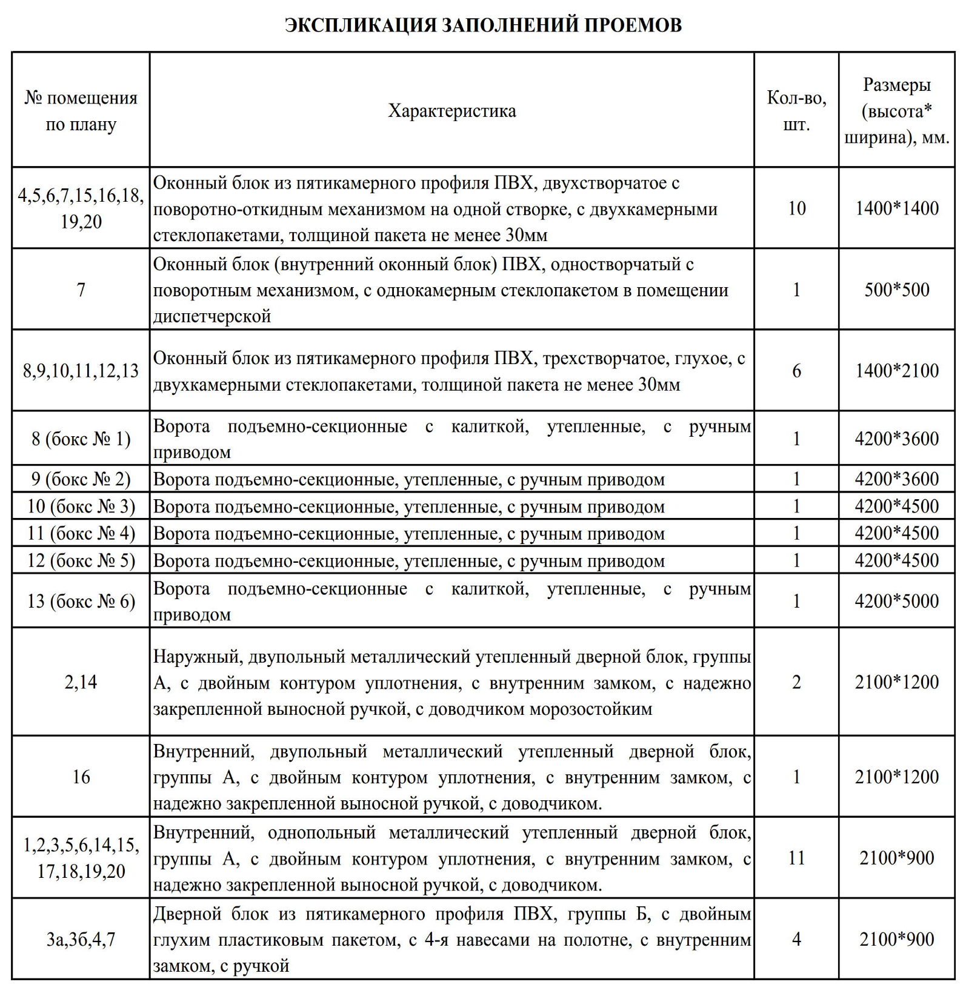 ЭКСПЛИКАЦИЯ ЗАПОЛНЕНИЙ ПРОЕМОВ
№ помещения
по плану
Характеристика
Кол-во,
шт.
Размеры
(высота*
ширина), мм.
4,5,6,7,15,16,18,
19,20
Оконный блок из пятикамерного профиля ПВХ, двухстворчатое с
поворотно-откидным механизмом на одной створке, с двухкамерными
стеклопакетами, толщиной пакета не менее 30мм
10
1400*1400
7
Оконный блок (внутренний оконный блок) ПВХ, одностворчатый с
поворотным механизмом, с однокамерным стеклопакетом в помещении
диспетчерской
1
500*500
8,9,10,11,12,13
Оконный блок из пятикамерного профиля ПВХ, трехстворчатое, глухое, с
двухкамерными стеклопакетами, толщиной пакета не менее 30мм
6
1400*2100
8 (бокс № 1)
Ворота подъемно-секционные с калиткой, утепленные, с ручным
приводом
1
4200*3600
9 (бокс № 2)
Ворота подъемно-секционные, утепленные, с ручным приводом
1
4200*3600
10 (бокс № 3)
Ворота подъемно-секционные, утепленные, с ручным приводом
1
4200*4500
11 (бокс № 4)
Ворота подъемно-секционные, утепленные, с ручным приводом
1
4200*4500
12 (бокс № 5)
Ворота подъемно-секционные, утепленные, с ручным приводом
1
4200*4500
13 (бокс № 6)
Ворота подъемно-секционные с калиткой, утепленные, с ручным
приводом
1
4200*5000
2,14
Наружный, двупольный металлический утепленный дверной блок, группы
А, с двойным контуром уплотнения, с внутренним замком, с надежно
закрепленной выносной ручкой, с доводчиком морозостойким
2
2100*1200
16
Внутренний, двупольный металлический утепленный дверной блок,
группы А, с двойным контуром уплотнения, с внутренним замком, с
надежно закрепленной выносной ручкой, с доводчиком.
1
2100*1200
1,2,3,5,6,14,15,
17,18,19,20
Внутренний, однопольный металлический утепленный дверной блок,
группы А, с двойным контуром уплотнения, с внутренним замком, с
надежно закрепленной выносной ручкой, с доводчиком.
11
2100*900
3а,3б,4,7
Дверной блок из пятикамерного профиля ПВХ, группы Б, с двойным
глухим пластиковым пакетом, с 4-я навесами на полотне, с внутренним
замком, с ручкой
4
2100*900